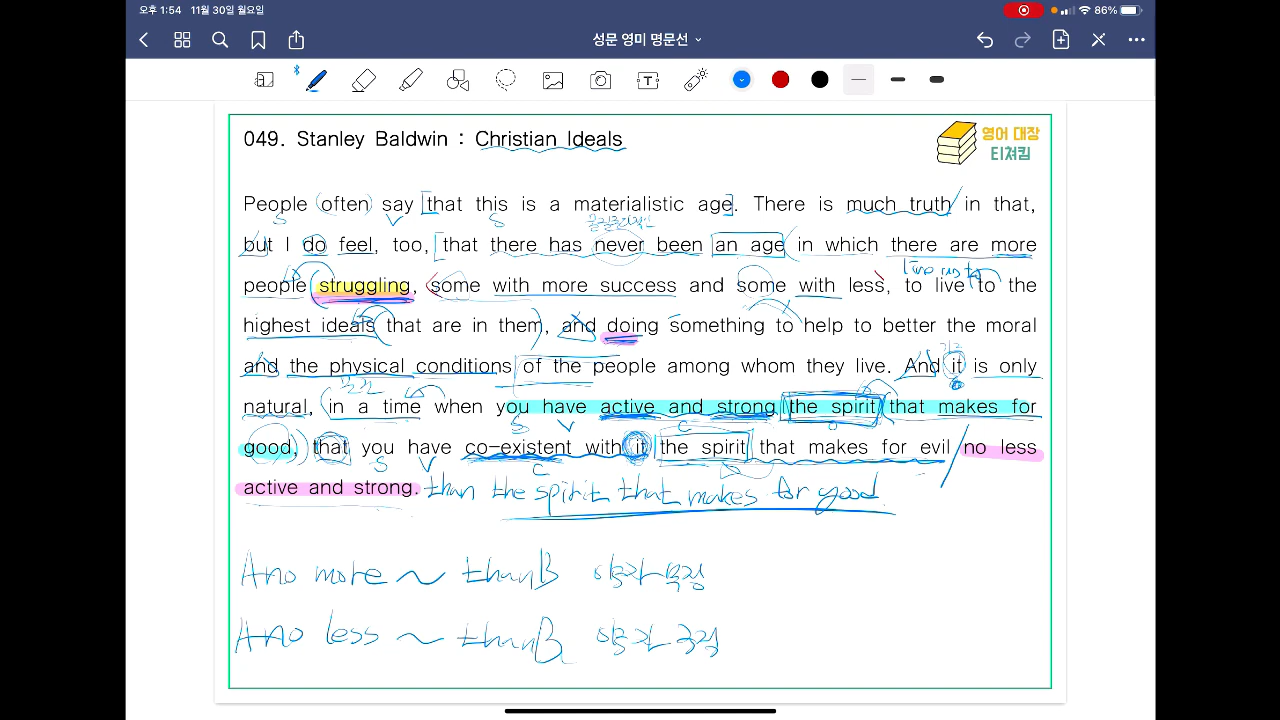 오후 1:54 11월 30일 월요일
86%
성문 영미 명문선
049. Stanley Baldwin : Christian Ideals
영어 대장
티쳐킴
People often say that this is a materialistic age. There is much truth in that,
S V S
but I do feel, too, that there has never been an age in which there are more
people struggling, some with more success and some with less, to live to the
highest ideals that are in them, and doing something to help to better the moral
and the physical conditions of the people among whom they live. And it is only
natural, in a time when you have active and strong the spirit that makes for
S V C O
good, that you have co-existent with it the spirit that makes for evil no less
S V C
active and strong. than the spirit that makes for good
A no more ~ than B 양자 부정
A no less ~ than B 양자 긍정